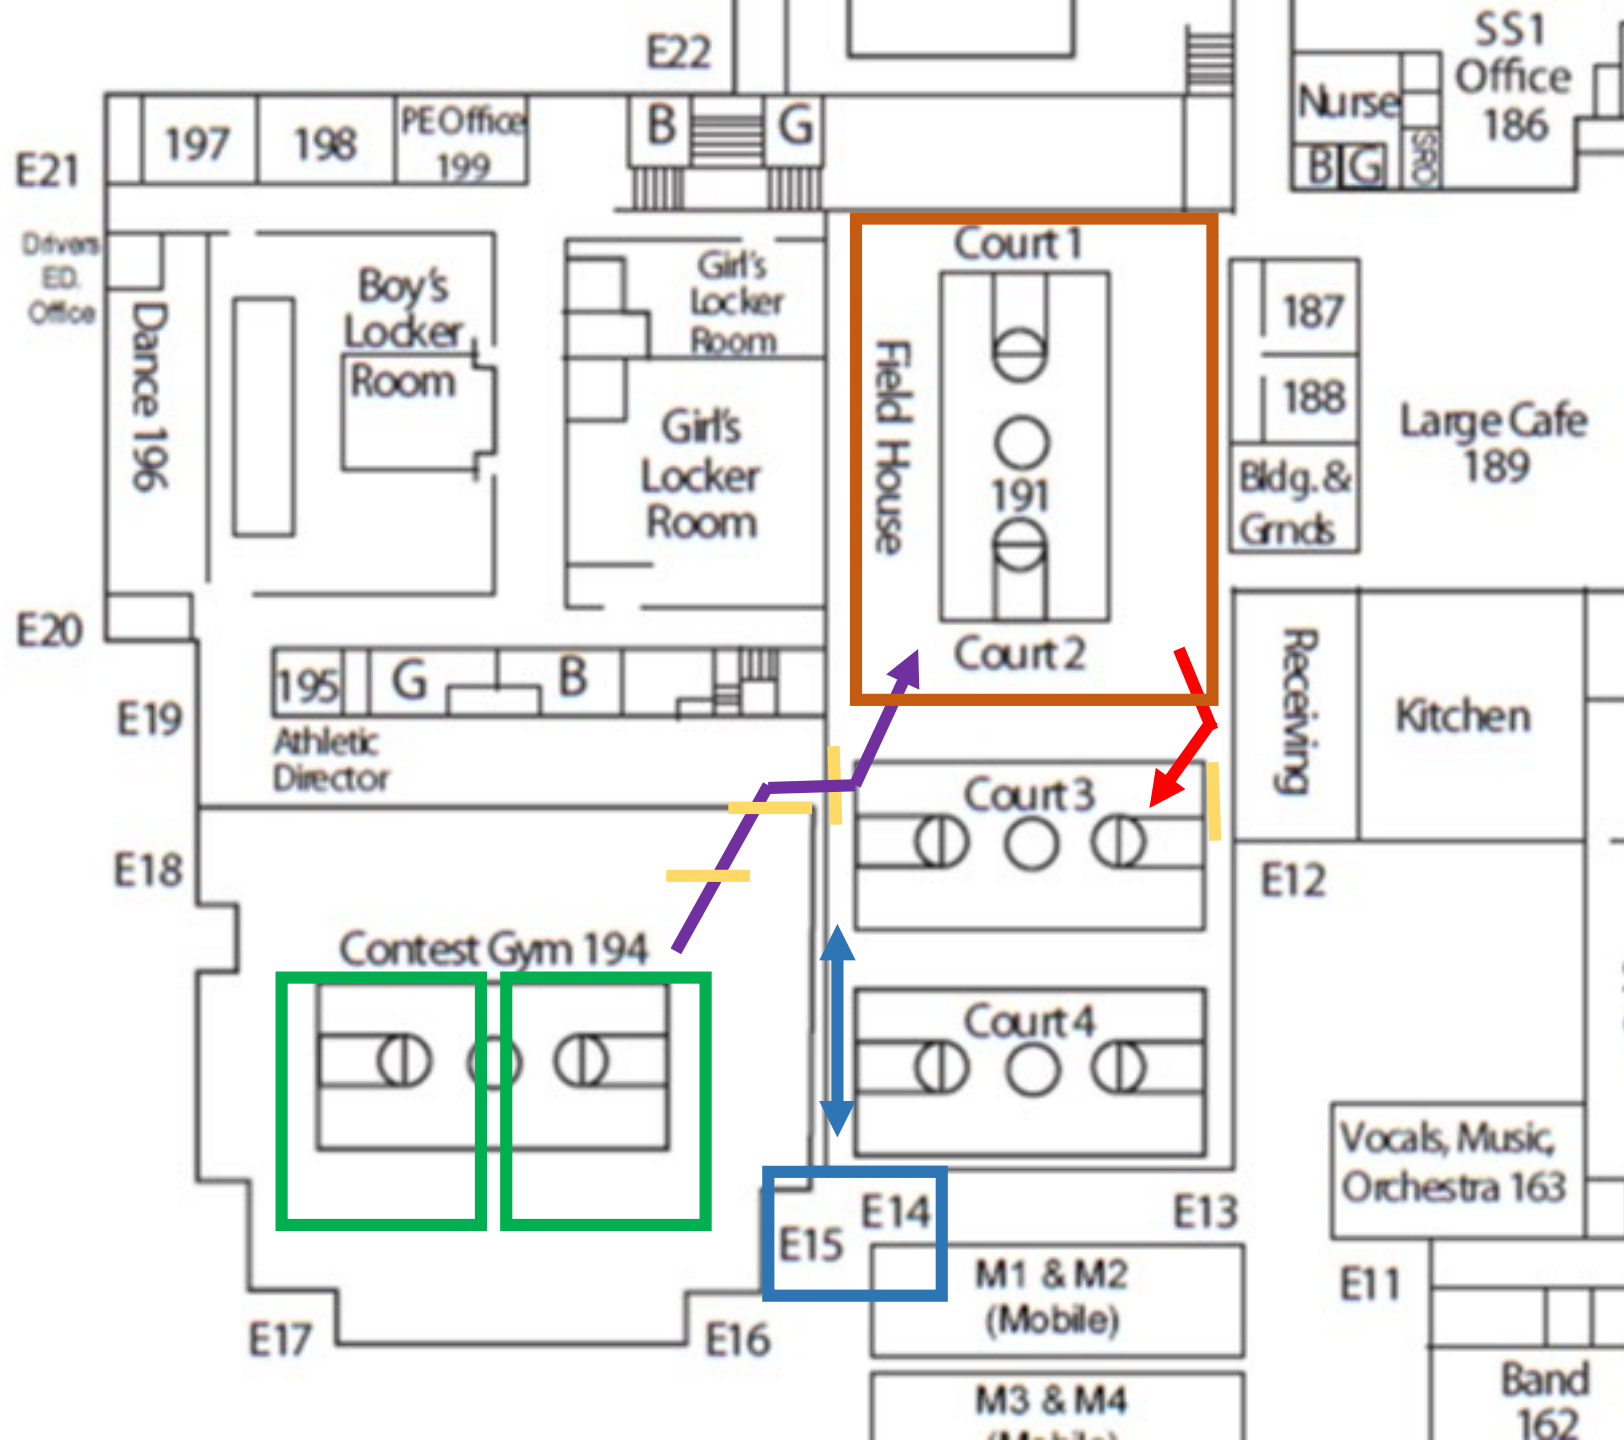 E22
SS1
Office
186
Nurse
SRO
B
G
197
198
PE Office
199
B
G
E21
Drivers
ED.
Office
Dance 196
Boy's
Locker
Room
Girl's
Locker
Room
Girl's
Locker
Room
Court 1
Field House
191
Court 2
187
188
Bldg. &
Grnds
Large Cafe
189
E20
195
G
B
E19
Athletic
Director
Receiving
Kitchen
Court 3
E18
E12
Contest Gym 194
Court 4
Vocals, Music,
Orchestra 163
E14
E13
E15
M1 & M2
(Mobile)
E11
E17
E16
M3 & M4
Band
162